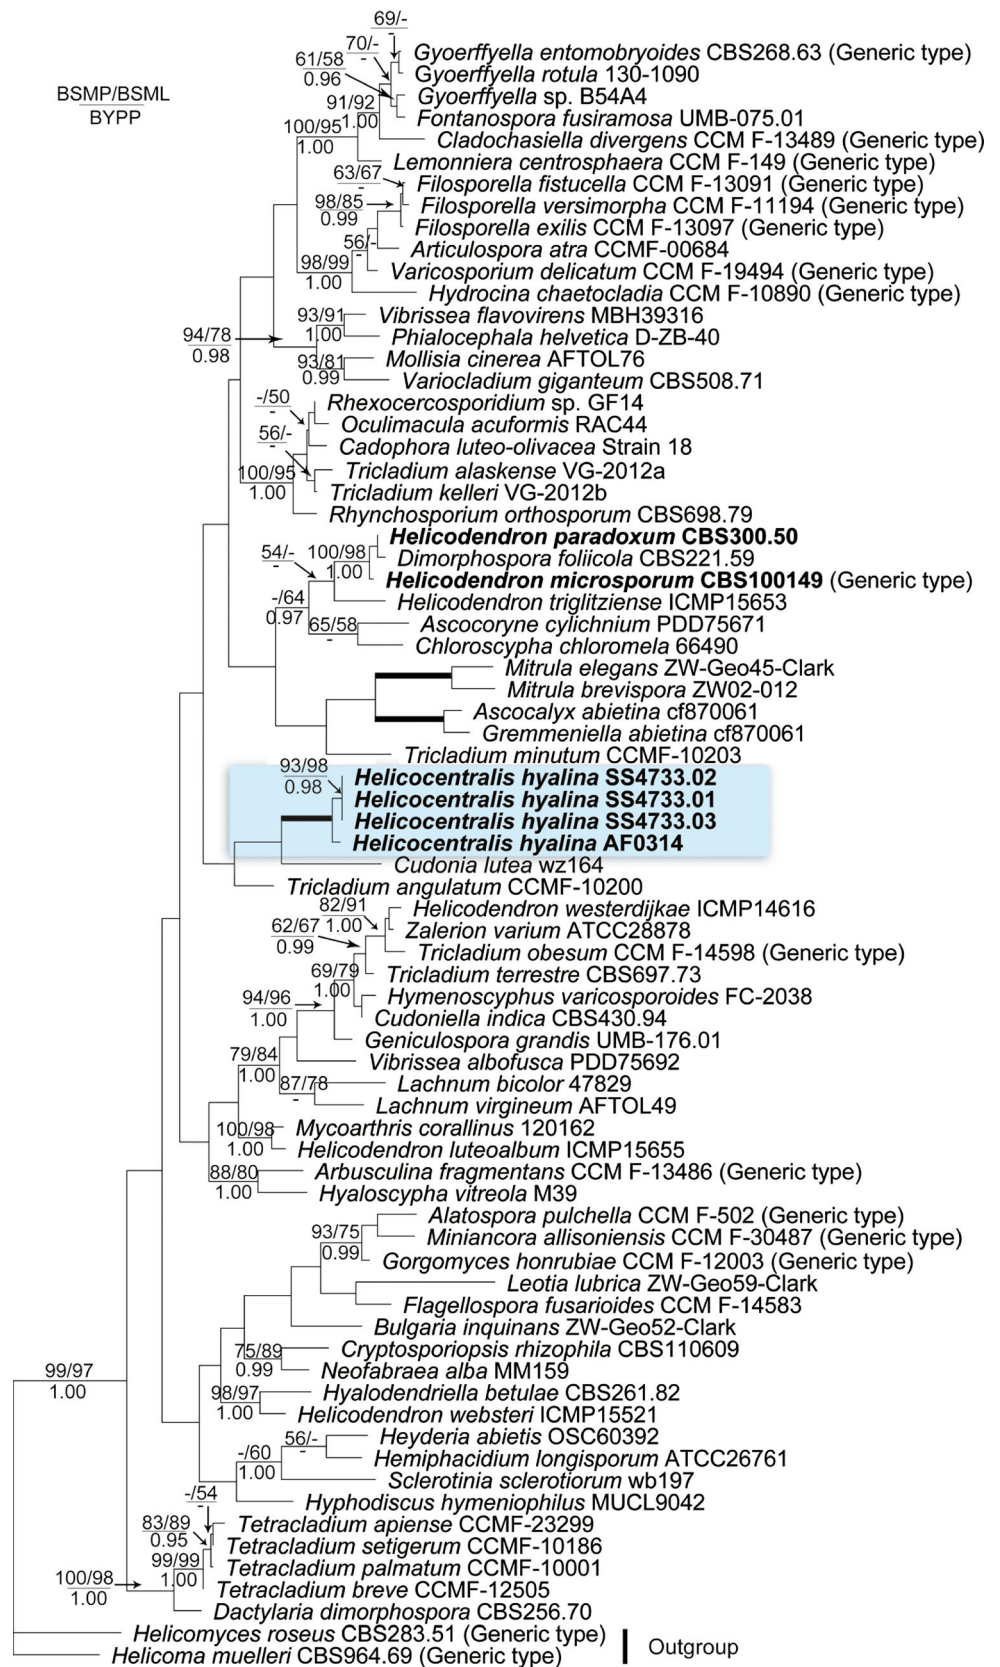 69/-
-
70/-
-
Gyoerffyella entomobryoides CBS268.63 (Generic type)
61/58
0.96
Gyoerffyella rotula 130-1090
BSMP/BSML
BYPP
Gyoerffyella sp. B54A4
91/92
1.00
Fontanospora fusiramosa UMB-075.01
100/95
1.00
Cladochasiella divergens CCM F-13489 (Generic type)
Lemonniera centrosphaera CCM F-149 (Generic type)
63/67
-
Filosporella fistucella CCM F-13091 (Generic type)
98/85
0.99
Filosporella versimorpha CCM F-11194 (Generic type)
Filosporella exilis CCM F-13097 (Generic type)
56/-
-
Articulospora atra CCMF-00684
98/99
1.00
Varicosporium delicatum CCM F-19494 (Generic type)
Hydrocina chaetocladia CCM F-10890 (Generic type)
93/91
1.00
Vibrissea flavovirens MBH39316
94/78
0.98
Phialocephala helvetica D-ZB-40
93/81
0.99
Mollisia cinerea AFTOL76
Variocladium giganteum CBS508.71
-/50
-
Rhexocercosporidium sp. GF14
Oculimacula acuformis RAC44
56/-
-
Cadophora luteo-olivacea Strain 18
100/95
1.00
Tricladium alaskense VG-2012a
Tricladium kelleri VG-2012b
Rhynchosporium orthosporum CBS698.79
Helicodendron paradoxum CBS300.50
54/-
-
100/98
1.00
Dimorphospora foliicola CBS221.59
Helicodendron microsporum CBS100149 (Generic type)
-/64
0.97
Helicodendron triglitziense ICMP15653
65/58
-
Ascocoryne cylichnium PDD75671
Chloroscypha chloromela 66490
Mitrula elegans ZW-Geo45-Clark
Mitrula brevispora ZW02-012
Ascocalyx abietina cf870061
Gremmeniella abietina cf870061
Tricladium minutum CCMF-10203
93/98
0.98
Helicocentralis hyalina SS4733.02
Helicocentralis hyalina SS4733.01
Helicocentralis hyalina SS4733.03
Helicocentralis hyalina AF0314
Cudonia lutea wz164
Tricladium angulatum CCMF-10200
82/91
1.00
Helicodendron westerdijkae ICMP14616
62/67
0.99
Zalerion varium ATCC28878
Tricladium obesum CCM F-14598 (Generic type)
69/79
1.00
Tricladium terrestre CBS697.73
94/96
1.00
Hymenoscyphus varicosporoides FC-2038
Cudoniella indica CBS430.94
Geniculospora grandis UMB-176.01
79/84
1.00
Vibrissea albofusca PDD75692
87/78
-
Lachnum bicolor 47829
Lachnum virgineum AFTOL49
100/98
1.00
Mycoarthris corallinus 120162
Helicodendron luteoalbum ICMP15655
88/80
1.00
Arbusculina fragmentans CCM F-13486 (Generic type)
Hyaloscypha vitreola M39
Alatospora pulchella CCM F-502 (Generic type)
93/75
0.99
Miniancora allisoniensis CCM F-30487 (Generic type)
Gorgomyces honrubiae CCM F-12003 (Generic type)
Leotia lubrica ZW-Geo59-Clark
Flagellospora fusarioides CCM F-14583
Bulgaria inquinans ZW-Geo52-Clark
75/89
0.99
Cryptosporiopsis rhizophila CBS110609
99/97
1.00
Neofabraea alba MM159
98/97
1.00
Hyalodendriella betulae CBS261.82
Helicodendron websteri ICMP15521
56/-
-
Heyderia abietis OSC60392
-/60
1.00
Hemiphacidium longisporum ATCC26761
Sclerotinia sclerotiorum wb197
-/54
-
Hyphodiscus hymeniophilus MUCL9042
83/89
0.95
Tetracladium apiense CCMF-23299
Tetracladium setigerum CCMF-10186
99/99
1.00
Tetracladium palmatum CCMF-10001
100/98
1.00
Tetracladium breve CCMF-12505
Dactylaria dimorphospora CBS256.70
Helicomyces roseus CBS283.51 (Generic type)
Outgroup
Helicoma muelleri CBS964.69 (Generic type)